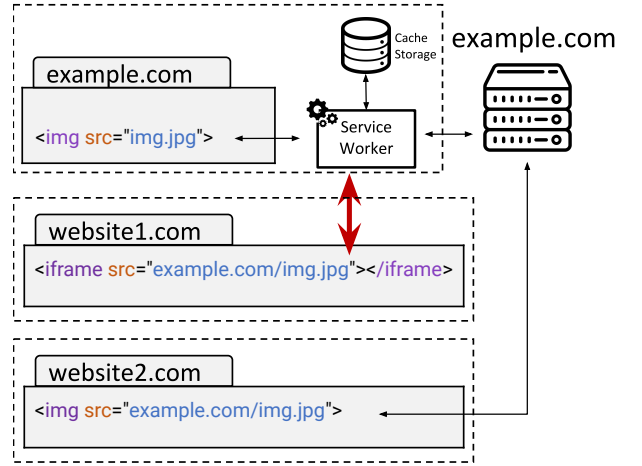 Cache
Storage
example.com
example.com
<img src="img.jpg">
Service
Worker
website1.com
<iframe src="example.com/img.jpg"></iframe>
website2.com
<img src="example.com/img.jpg">